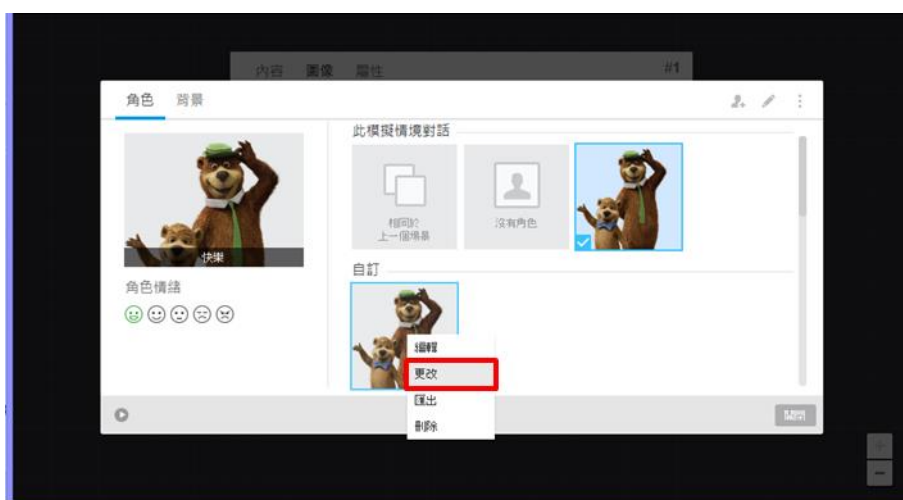 內容 圖像 屬性 #1
角色 背景
快樂
角色情緒
此模擬情境對話
相同於
上一個場景
沒有角色
自訂
編輯
更改
匯出
刪除
關閉